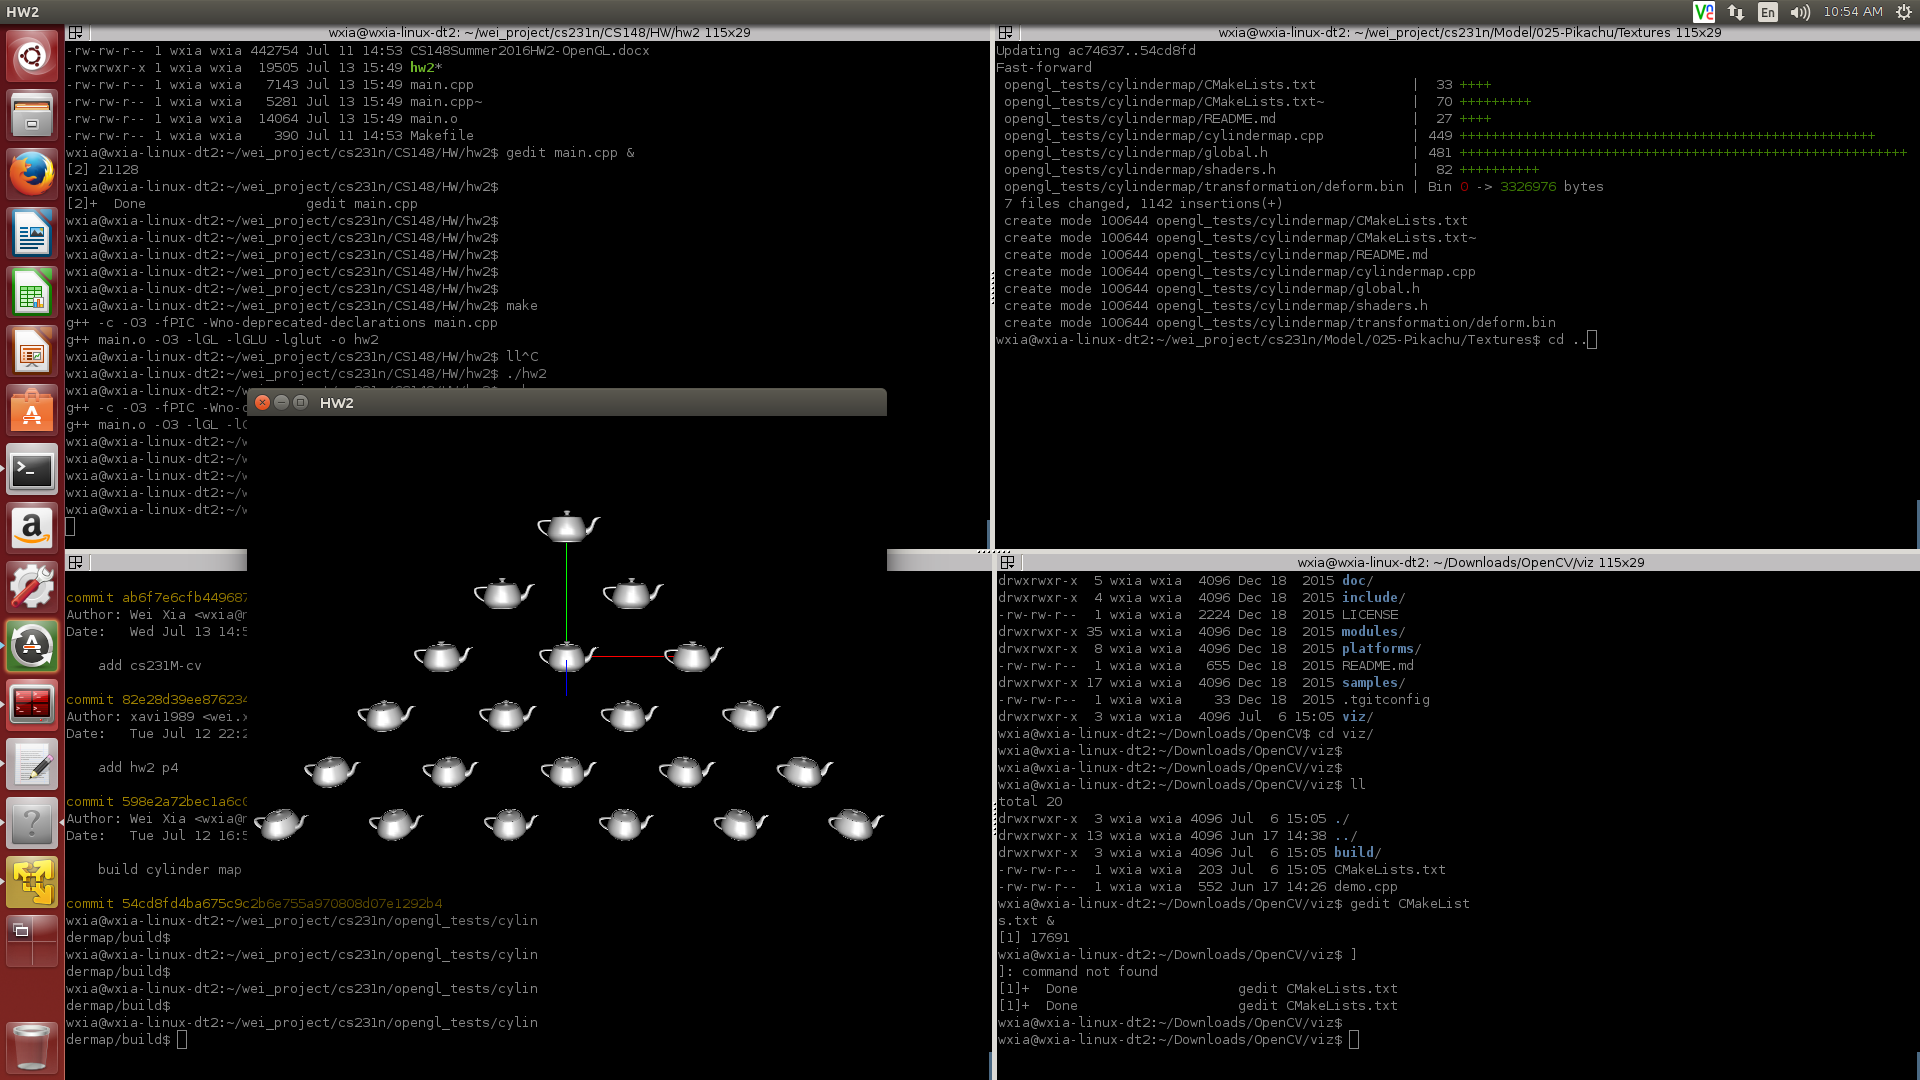 HW2
En
10:54 AM
wxia@wxia-linux-dt2: ~/wei_project/cs231n/CS148/HW/hw2 115x29
-rw-rw-r-- 1 wxia wxia 442754 Jul 11 14:53 CS148Summer2016HW2-OpenGL.docx
-rwxrwxr-x 1 wxia wxia  19505 Jul 13 15:49 hw2*
-rw-rw-r-- 1 wxia wxia   7143 Jul 13 15:49 main.cpp
-rw-rw-r-- 1 wxia wxia   5281 Jul 13 15:49 main.cpp~
-rw-rw-r-- 1 wxia wxia  14064 Jul 13 15:49 main.o
-rw-rw-r-- 1 wxia wxia    390 Jul 11 14:53 Makefile
wxia@wxia-linux-dt2:~/wei_project/cs231n/CS148/HW/hw2$ gedit main.cpp &
[2] 21128
wxia@wxia-linux-dt2:~/wei_project/cs231n/CS148/HW/hw2$
[2]+  Done                    gedit main.cpp
wxia@wxia-linux-dt2:~/wei_project/cs231n/CS148/HW/hw2$
wxia@wxia-linux-dt2:~/wei_project/cs231n/CS148/HW/hw2$
wxia@wxia-linux-dt2:~/wei_project/cs231n/CS148/HW/hw2$
wxia@wxia-linux-dt2:~/wei_project/cs231n/CS148/HW/hw2$
wxia@wxia-linux-dt2:~/wei_project/cs231n/CS148/HW/hw2$
wxia@wxia-linux-dt2:~/wei_project/cs231n/CS148/HW/hw2$ make
g++ -c -O3 -fPIC -Wno-deprecated-declarations main.cpp
g++ main.o -O3 -lGL -lGLU -lglut -o hw2
wxia@wxia-linux-dt2:~/wei_project/cs231n/CS148/HW/hw2$ ll^C
wxia@wxia-linux-dt2:~/wei_project/cs231n/CS148/HW/hw2$ ./hw2
wxia@wxia-linux-dt2:~/w
g++ -c -O3 -fPIC -Wno-
g++ main.o -O3 -lGL -l
wxia@wxia-linux-dt2:~/w
wxia@wxia-linux-dt2:~/w
wxia@wxia-linux-dt2:~/w
wxia@wxia-linux-dt2:~/w
wxia@wxia-linux-dt2:~/w
HW2
commit ab6f7e6cfb449687
Author: Wei Xia <wxia@
Date:   Wed Jul 13 14:5
add cs231M-cv
commit 82e28d39ee876234
Author: xavi1989 <wei.x
Date:   Tue Jul 12 22:2
add hw2 p4
commit 598e2a72bec1a6c
Author: Wei Xia <wxia@
Date:   Tue Jul 12 16:5
build cylinder map
commit 54cd8fd4ba675c9c2b6e755a970808d07e1292b4
wxia@wxia-linux-dt2:~/wei_project/cs231n/opengl_tests/cylin
dermap/build$
wxia@wxia-linux-dt2:~/wei_project/cs231n/opengl_tests/cylin
dermap/build$
wxia@wxia-linux-dt2:~/wei_project/cs231n/opengl_tests/cylin
dermap/build$
wxia@wxia-linux-dt2:~/wei_project/cs231n/opengl_tests/cylin
dermap/build$
wxia@wxia-linux-dt2: ~/wei_project/cs231n/Model/025-Pikachu/Textures 115x29
Updating ac74637..54cd8fd
Fast-forward
opengl_tests/cylindermap/CMakeLists.txt            |   33 ++++
opengl_tests/cylindermap/CMakeLists.txt~           |   70 +++++++++
opengl_tests/cylindermap/README.md                 |   27 ++++
opengl_tests/cylindermap/cylindermap.cpp           |  449 ++++++++++++++++++++++++++++++++++++++++++++++++++++
opengl_tests/cylindermap/global.h                  |  481 ++++++++++++++++++++++++++++++++++++++++++++++++++++++++
opengl_tests/cylindermap/shaders.h                 |   82 ++++++++++
opengl_tests/cylindermap/transformation/deform.bin | Bin 0 -> 3326976 bytes
7 files changed, 1142 insertions(+)
create mode 100644 opengl_tests/cylindermap/CMakeLists.txt
create mode 100644 opengl_tests/cylindermap/CMakeLists.txt~
create mode 100644 opengl_tests/cylindermap/README.md
create mode 100644 opengl_tests/cylindermap/cylindermap.cpp
create mode 100644 opengl_tests/cylindermap/global.h
create mode 100644 opengl_tests/cylindermap/shaders.h
create mode 100644 opengl_tests/cylindermap/transformation/deform.bin
wxia@wxia-linux-dt2:~/wei_project/cs231n/Model/025-Pikachu/Textures$ cd ..
wxia@wxia-linux-dt2: ~/Downloads/OpenCV/viz 115x29
drwxrwxr-x  5 wxia wxia  4096 Dec 18  2015 doc/
drwxrwxr-x  4 wxia wxia  4096 Dec 18  2015 include/
-rw-rw-r--  1 wxia wxia  2224 Dec 18  2015 LICENSE
drwxrwxr-x 35 wxia wxia  4096 Dec 18  2015 modules/
drwxrwxr-x  8 wxia wxia  4096 Dec 18  2015 platforms/
-rw-rw-r--  1 wxia wxia   655 Dec 18  2015 README.md
drwxrwxr-x 17 wxia wxia  4096 Dec 18  2015 samples/
-rw-rw-r--  1 wxia wxia    33 Dec 18  2015 .tgitconfig
drwxrwxr-x  3 wxia wxia  4096 Jul  6 15:05 viz/
wxia@wxia-linux-dt2:~/Downloads/OpenCV$ cd viz/
wxia@wxia-linux-dt2:~/Downloads/OpenCV/viz$
wxia@wxia-linux-dt2:~/Downloads/OpenCV/viz$
wxia@wxia-linux-dt2:~/Downloads/OpenCV/viz$ ll
total 20
drwxrwxr-x  3 wxia wxia 4096 Jul  6 15:05 ./
drwxrwxr-x 13 wxia wxia 4096 Jun 17 14:38 ../
drwxrwxr-x  3 wxia wxia 4096 Jul  6 15:05 build/
-rw-rw-r--  1 wxia wxia  203 Jul  6 15:05 CMakeLists.txt
-rw-rw-r--  1 wxia wxia  552 Jun 17 14:26 demo.cpp
wxia@wxia-linux-dt2:~/Downloads/OpenCV/viz$ gedit CMakeList
s.txt &
[1] 17691
wxia@wxia-linux-dt2:~/Downloads/OpenCV/viz$ ]
]: command not found
[1]+  Done                    gedit CMakeLists.txt
[1]+  Done                    gedit CMakeLists.txt
wxia@wxia-linux-dt2:~/Downloads/OpenCV/viz$
wxia@wxia-linux-dt2:~/Downloads/OpenCV/viz$